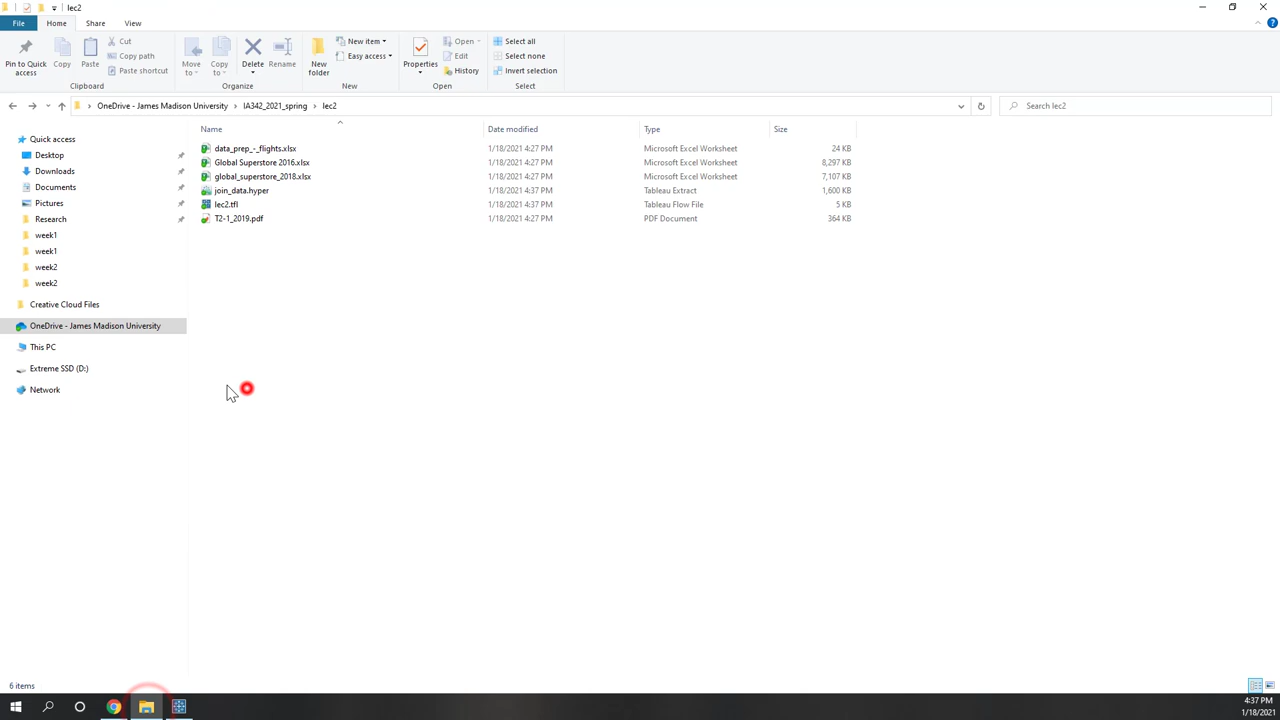 lec2
File Home Share View
Pin to Quick access
Copy
Paste
Cut
Copy path
Paste shortcut
Clipboard
Move to
Copy to
Delete
Rename
Organize
New folder
New item
Easy access
New
Properties
Open
Edit
History
Open
Select all
Select none
Invert selection
Select
OneDrive - James Madison University > IA342_2021_spring > lec2
Search lec2
Name Date modified Type Size
Quick access
Desktop
Downloads
Documents
Pictures
Research
week1
week1
week2
week2
Creative Cloud Files
OneDrive - James Madison University
This PC
Extreme SSD (D:)
Network
data_prep_-_flights.xlsx 1/18/2021 4:27 PM Microsoft Excel Worksheet 24 KB
Global Superstore 2016.xlsx 1/18/2021 4:27 PM Microsoft Excel Worksheet 8,297 KB
global_superstore_2018.xlsx 1/18/2021 4:27 PM Microsoft Excel Worksheet 7,107 KB
join_data.hyper 1/18/2021 4:37 PM Tableau Extract 1,600 KB
lec2.tfl 1/18/2021 4:27 PM Tableau Flow File 5 KB
T2-1_2019.pdf 1/18/2021 4:27 PM PDF Document 364 KB
6 items
4:37 PM
1/18/2021